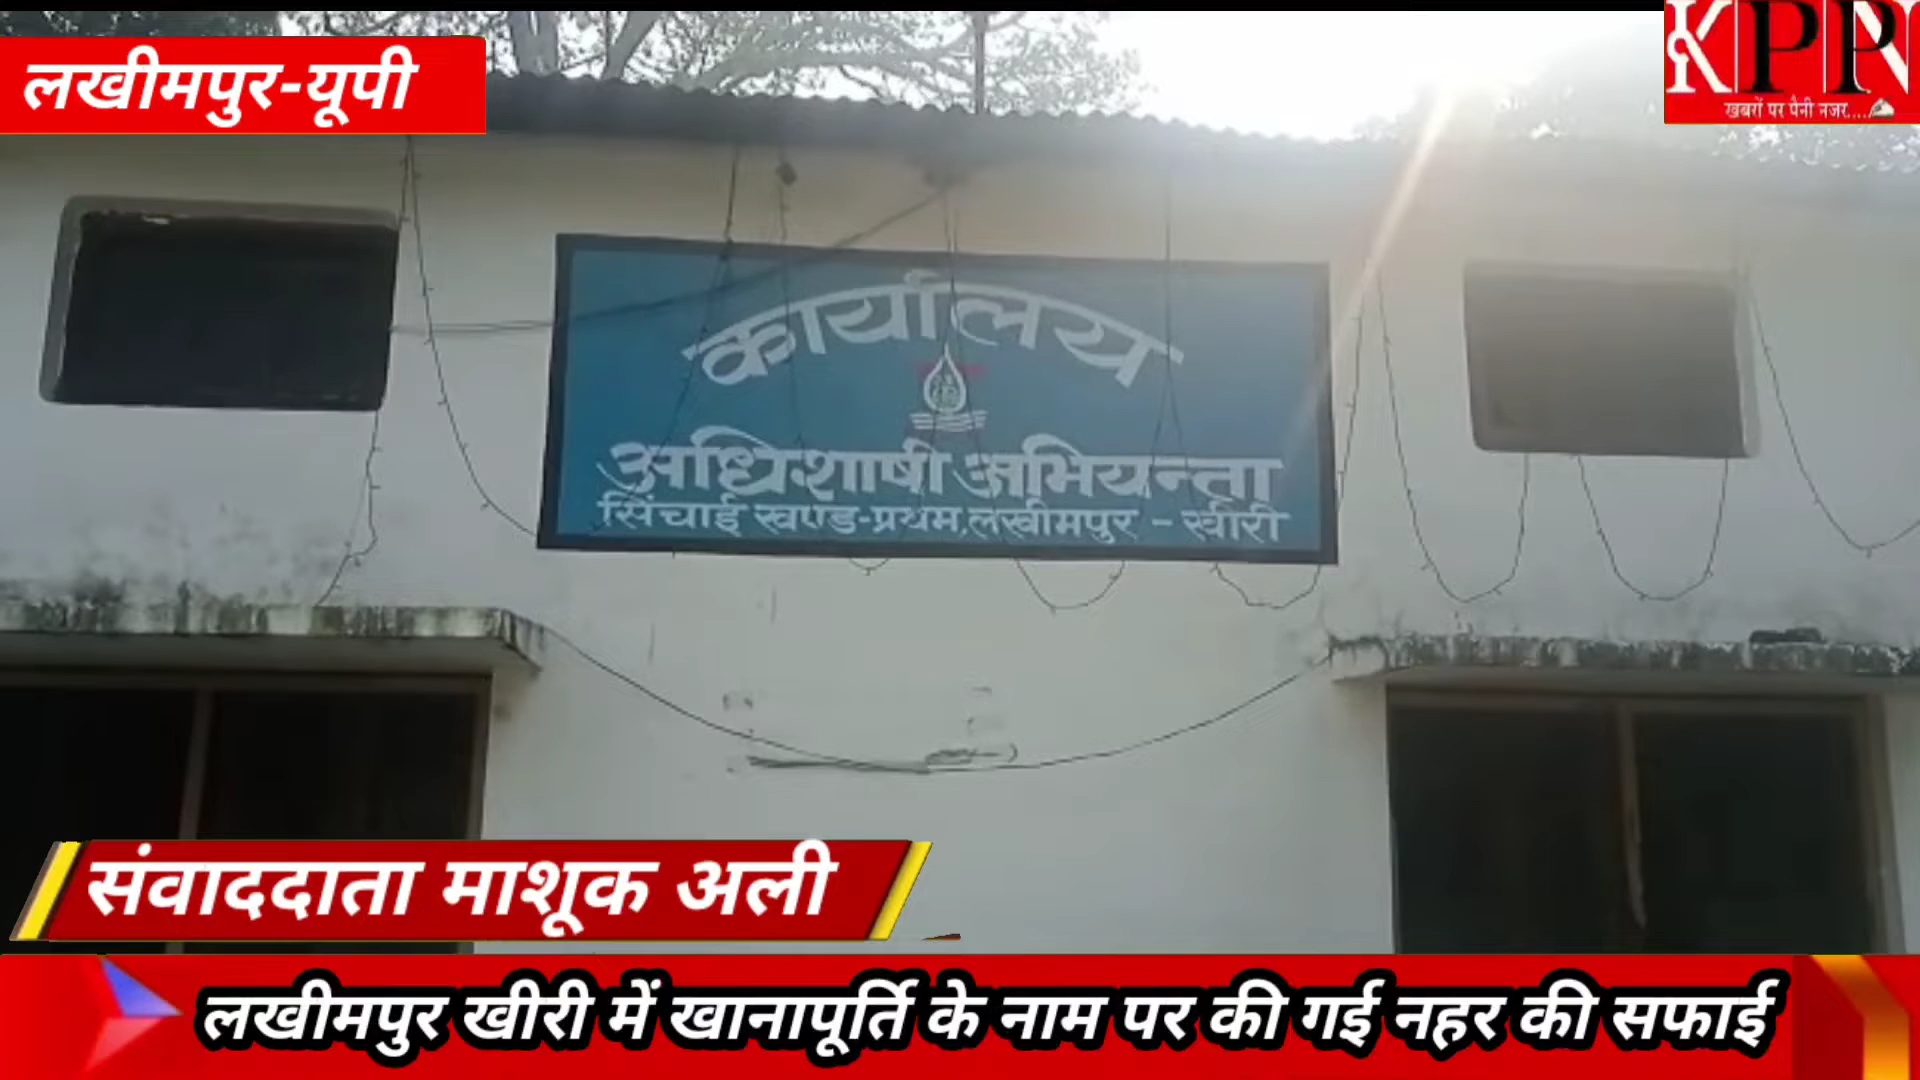 लखीमपुर-यूपी
KPN
खबरों पर पैनी नजर....
कार्यालय
अधिशाषी अभियन्ता
सिंचाई खण्ड-प्रथम,लखीमपुर - खीरी
संवाददाता माशूक अली
लखीमपुर खीरी में खानापूर्ति के नाम पर की गई नहर की सफाई